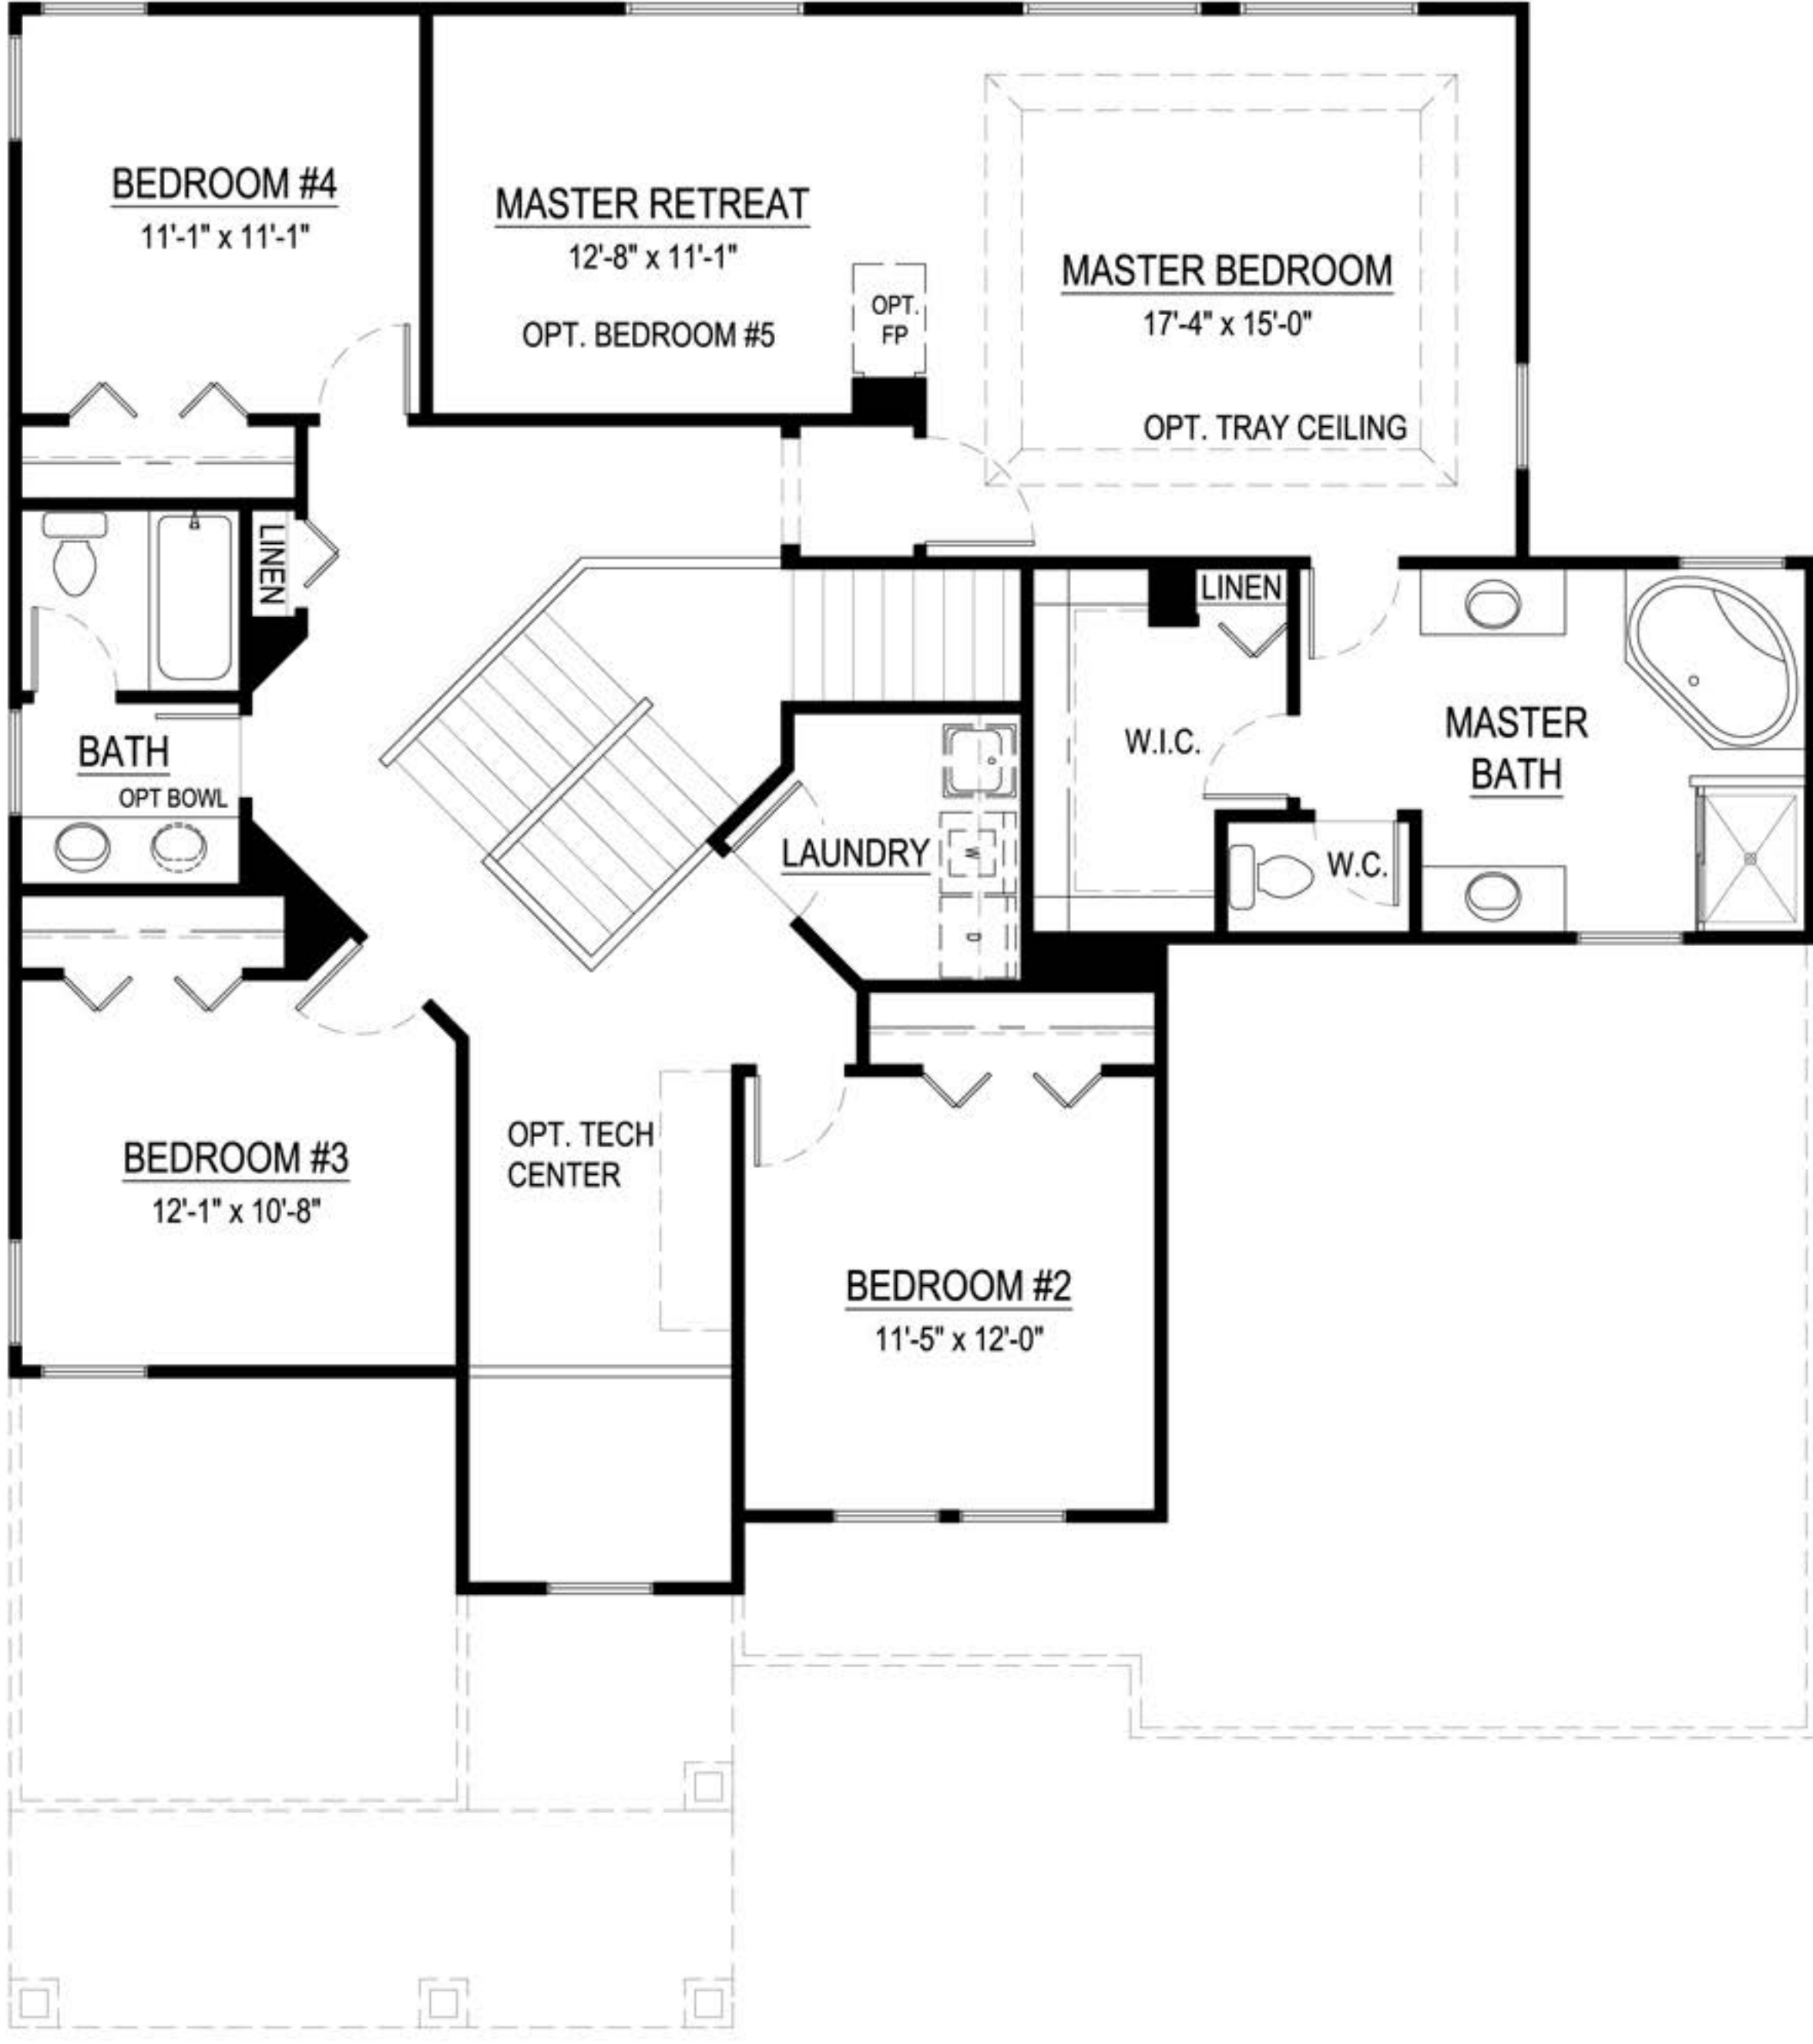 BEDROOM #4
11'-1" x 11'-1"
MASTER RETREAT
12'-8" x 11'-1"
OPT. BEDROOM #5
OPT.
FP
MASTER BEDROOM
17'-4" x 15'-0"
OPT. TRAY CEILING
LINEN
LINEN
BATH
OPT BOWL
W.I.C.
MASTER
BATH
LAUNDRY
W
D
W.C.
BEDROOM #3
12'-1" x 10'-8"
OPT. TECH
CENTER
BEDROOM #2
11'-5" x 12'-0"